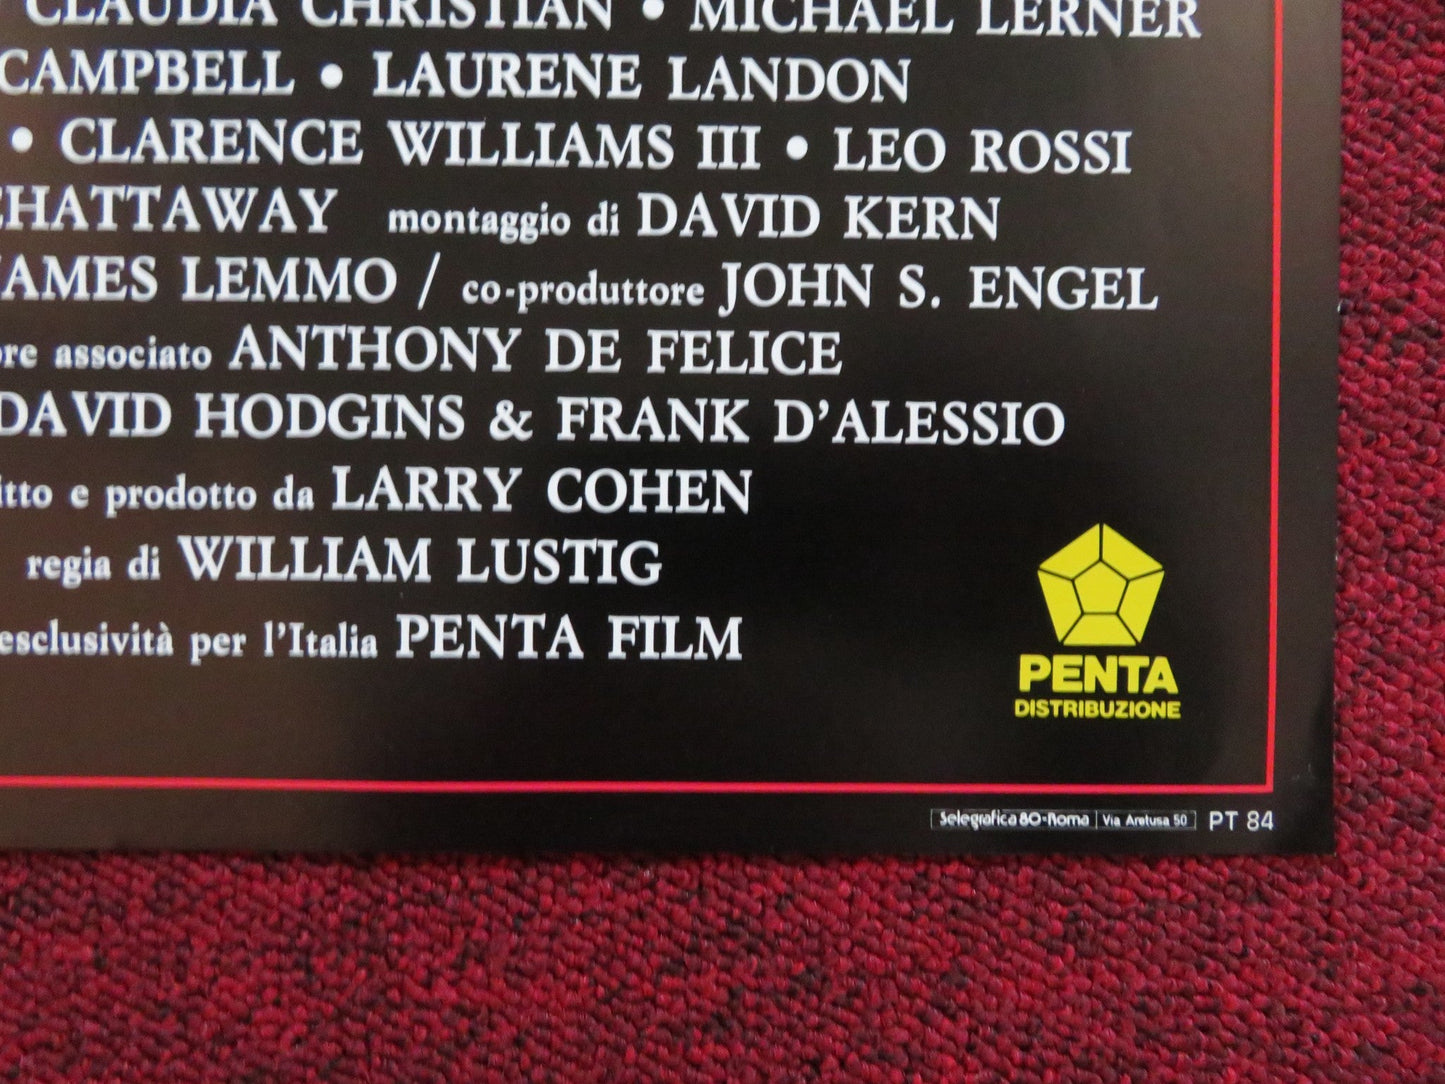 CLAUDIA CHRISTIAN • MICHAEL LERNER
CAMPBELL • LAURENE LANDON
• CLARENCE WILLIAMS III • LEO ROSSI
CHATTAWAY montaggio di DAVID KERN
JAMES LEMMO / co-produttore JOHN S. ENGEL
ore associato ANTHONY DE FELICE
DAVID HODGINS & FRANK D'ALESSIO
itto e prodotto da LARRY COHEN
regia di WILLIAM LUSTIG
esclusività per l'Italia PENTA FILM
PENTA
DISTRIBUZIONE
Selegrafica 80-Roma | Via Aretusa 50 PT 84